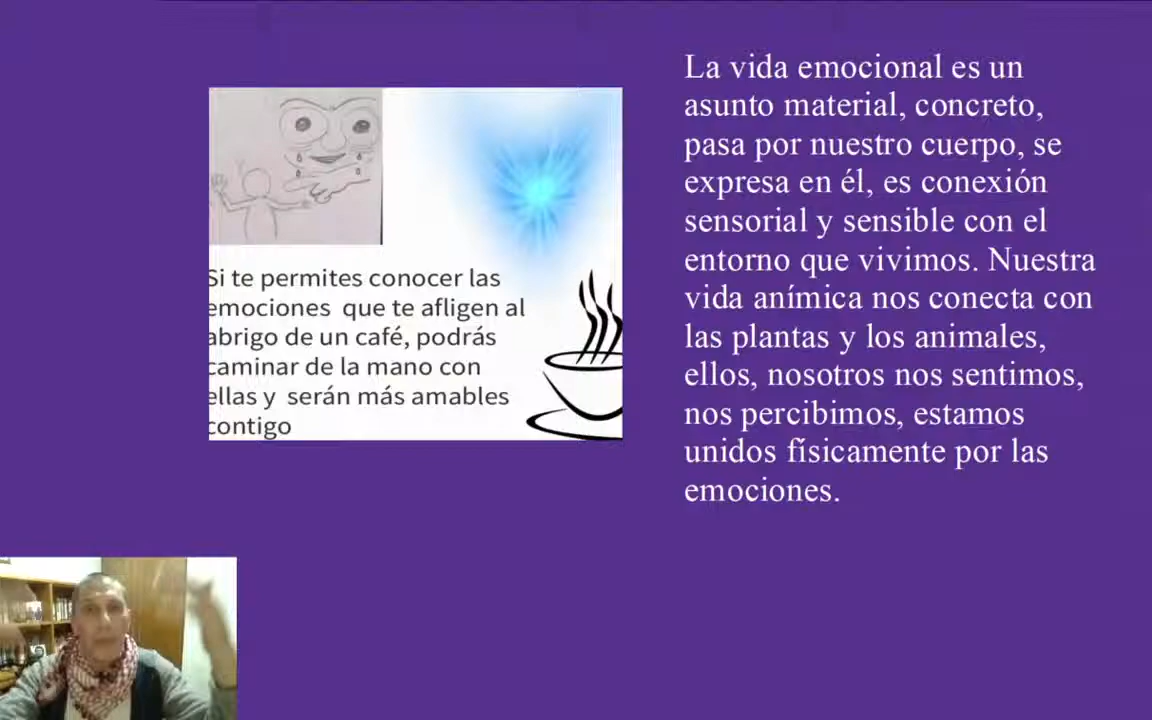 Si te permites conocer las
emociones que te afligen al
abrigo de un café, podrás
caminar de la mano con
ellas y serán más amables
contigo
La vida emocional es un
asunto material, concreto,
pasa por nuestro cuerpo, se
expresa en él, es conexión
sensorial y sensible con el
entorno que vivimos. Nuestra
vida anímica nos conecta con
las plantas y los animales,
ellos, nosotros nos sentimos,
nos percibimos, estamos
unidos físicamente por las
emociones.